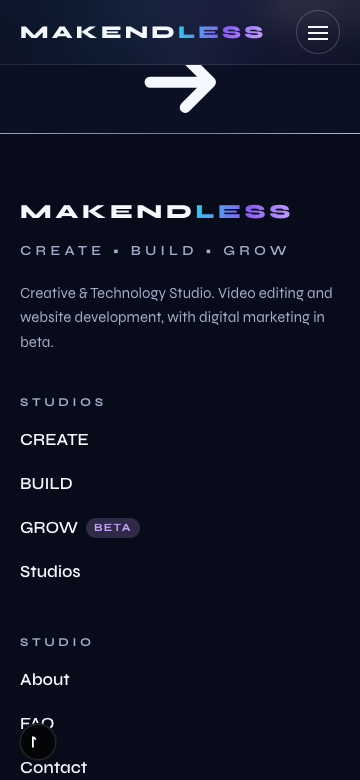 MAKENDLESS
MAKENDLESS
CREATE ▪ BUILD ▪ GROW
Creative & Technology Studio. Video editing and
website development, with digital marketing in
beta.
STUDIOS
CREATE
BUILD
GROW BETA
Studios
STUDIO
About
FAQ
Contact